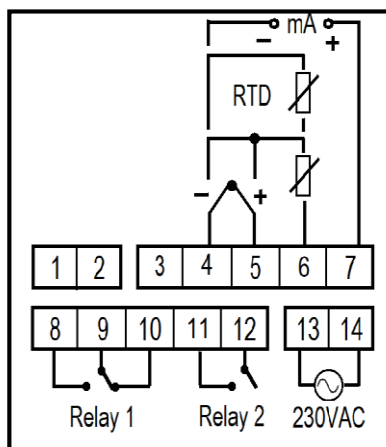 − mA +
RTD
− +
1 2 3 4 5 6 7
8 9 10 11 12 13 14
Relay 1 Relay 2 230VAC